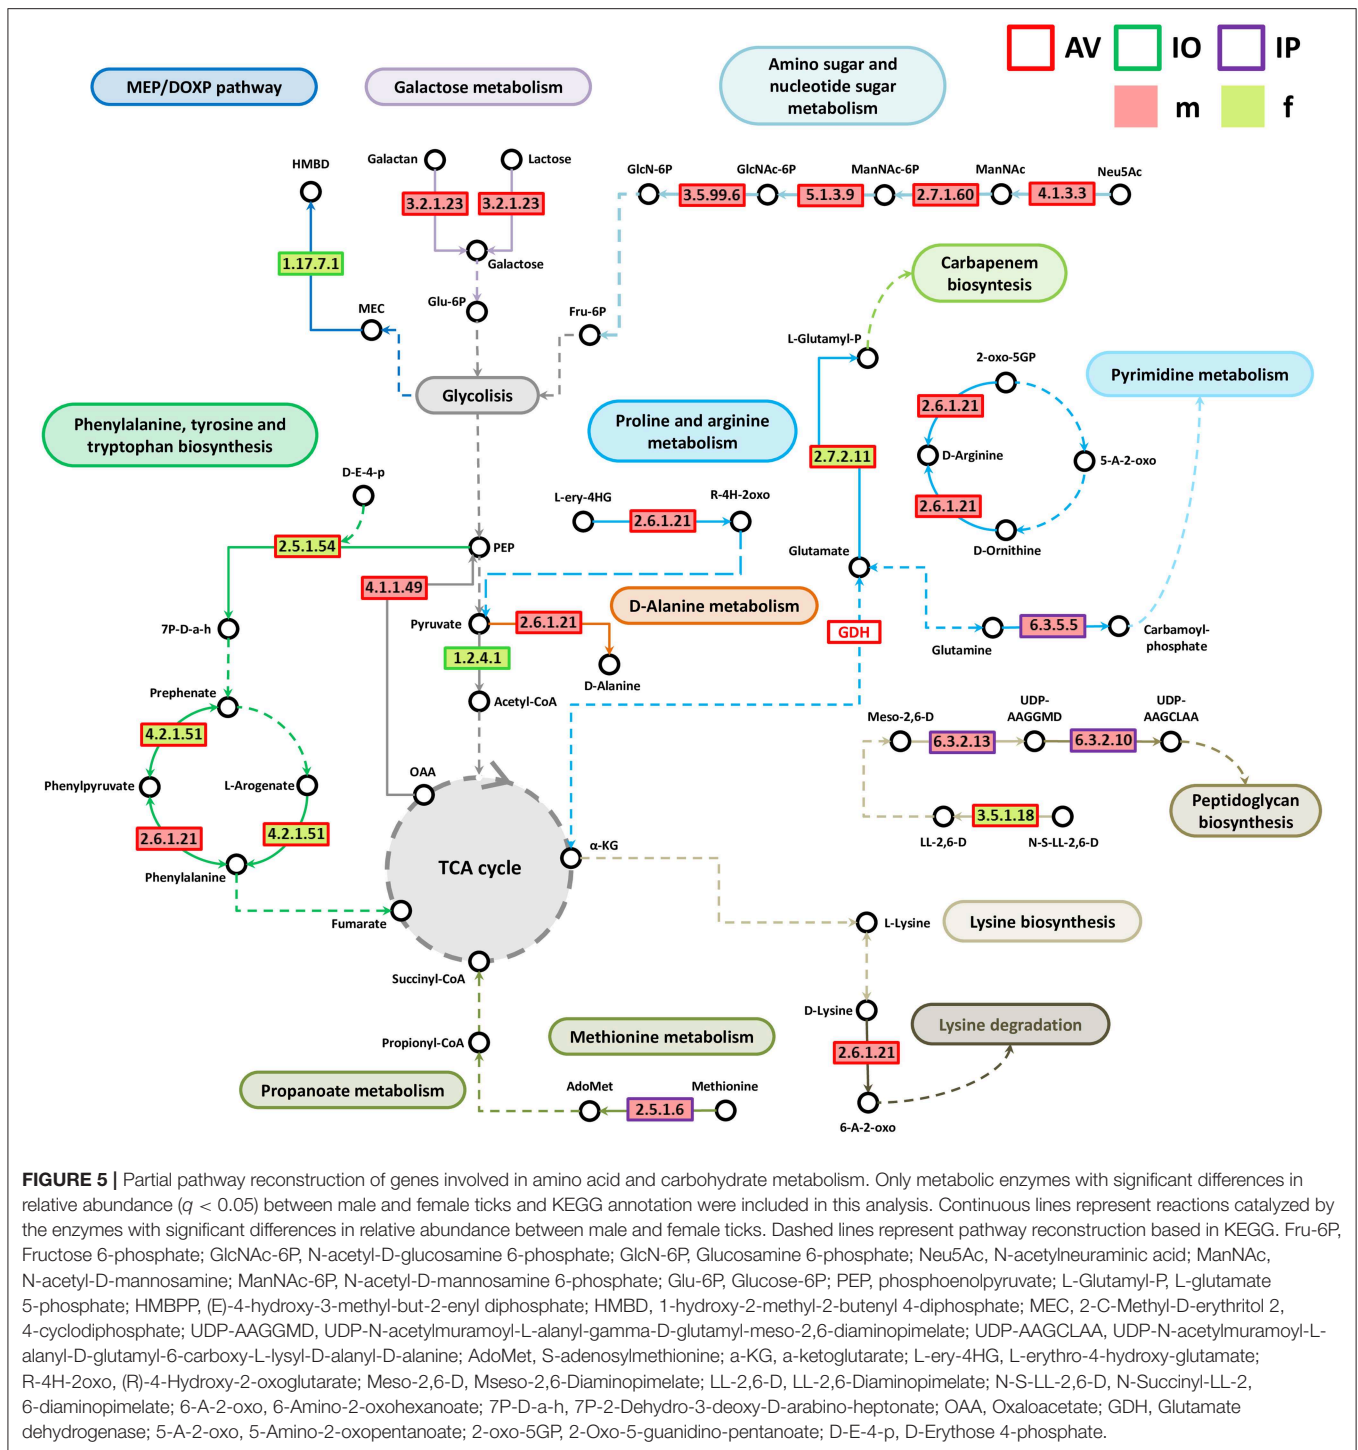 AV
IO
IP
m
f
MEP/DOXP pathway
Galactose metabolism
Amino sugar and
nucleotide sugar
metabolism
HMBD
Galactan
Lactose
GlcN-6P
GlcNAc-6P
ManNAc-6P
ManNAc
Neu5Ac
3.2.1.23
3.2.1.23
3.5.99.6
5.1.3.9
2.7.1.60
4.1.3.3
1.17.7.1
Galactose
Carbapenem
biosyntesis
Glu-6P
MEC
Fru-6P
L-Glutamyl-P
2-oxo-5GP
Pyrimidine metabolism
Glycolisis
2.6.1.21
Phenylalanine, tyrosine and
tryptophan biosynthesis
Proline and arginine
metabolism
2.7.2.11
D-Arginine
5-A-2-oxo
D-E-4-p
L-ery-4HG
R-4H-2oxo
2.6.1.21
2.6.1.21
2.5.1.54
PEP
Glutamate
D-Ornithine
4.1.1.49
D-Alanine metabolism
7P-D-a-h
Pyruvate
2.6.1.21
GDH
6.3.5.5
Glutamine
Carbamoyl-
phosphate
1.2.4.1
D-Alanine
Prephenate
Acetyl-CoA
Meso-2,6-D
UDP-
AAGGMD
UDP-
AAGCLAA
4.2.1.51
6.3.2.13
6.3.2.10
OAA
Phenylpyruvate
L-Arogenate
Peptidoglycan
biosynthesis
3.5.1.18
2.6.1.21
4.2.1.51
LL-2,6-D
N-S-LL-2,6-D
α-KG
TCA cycle
Phenylalanine
Fumarate
L-Lysine
Lysine biosynthesis
Succinyl-CoA
D-Lysine
Lysine degradation
Methionine metabolism
Propionyl-CoA
2.6.1.21
Propanoate metabolism
AdoMet
Methionine
2.5.1.6
6-A-2-oxo
FIGURE 5 | Partial pathway reconstruction of genes involved in amino acid and carbohydrate metabolism. Only metabolic enzymes with significant differences in
relative abundance (q < 0.05) between male and female ticks and KEGG annotation were included in this analysis. Continuous lines represent reactions catalyzed by
the enzymes with significant differences in relative abundance between male and female ticks. Dashed lines represent pathway reconstruction based in KEGG. Fru-6P,
Fructose 6-phosphate; GlcNAc-6P, N-acetyl-D-glucosamine 6-phosphate; GlcN-6P, Glucosamine 6-phosphate; Neu5Ac, N-acetylneuraminic acid; ManNAc,
N-acetyl-D-mannosamine; ManNAc-6P, N-acetyl-D-mannosamine 6-phosphate; Glu-6P, Glucose-6P; PEP, phosphoenolpyruvate; L-Glutamyl-P, L-glutamate
5-phosphate; HMBPP, (E)-4-hydroxy-3-methyl-but-2-enyl diphosphate; HMBD, 1-hydroxy-2-methyl-2-butenyl 4-diphosphate; MEC, 2-C-Methyl-D-erythritol 2,
4-cyclodiphosphate; UDP-AAGGMD, UDP-N-acetylmuramoyl-L-alanyl-gamma-D-glutamyl-meso-2,6-diaminopimelate; UDP-AAGCLAA, UDP-N-acetylmuramoyl-L-
alanyl-D-glutamyl-6-carboxy-L-lysyl-D-alanyl-D-alanine; AdoMet, S-adenosylmethionine; a-KG, a-ketoglutarate; L-ery-4HG, L-erythro-4-hydroxy-glutamate;
R-4H-2oxo, (R)-4-Hydroxy-2-oxoglutarate; Meso-2,6-D, Mseso-2,6-Diaminopimelate; LL-2,6-D, LL-2,6-Diaminopimelate; N-S-LL-2,6-D, N-Succinyl-LL-2,
6-diaminopimelate; 6-A-2-oxo, 6-Amino-2-oxohexanoate; 7P-D-a-h, 7P-2-Dehydro-3-deoxy-D-arabino-heptonate; OAA, Oxaloacetate; GDH, Glutamate
dehydrogenase; 5-A-2-oxo, 5-Amino-2-oxopentanoate; 2-oxo-5GP, 2-Oxo-5-guanidino-pentanoate; D-E-4-p, D-Erythose 4-phosphate.